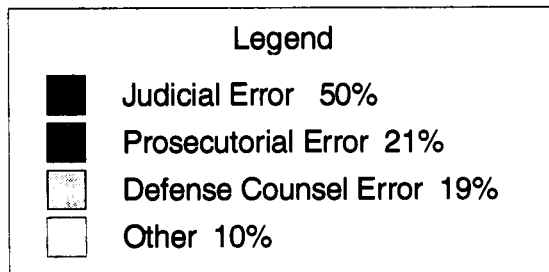 Legend
Judicial Error 50%
Prosecutorial Error 21%
Defense Counsel Error 19%
Other 10%